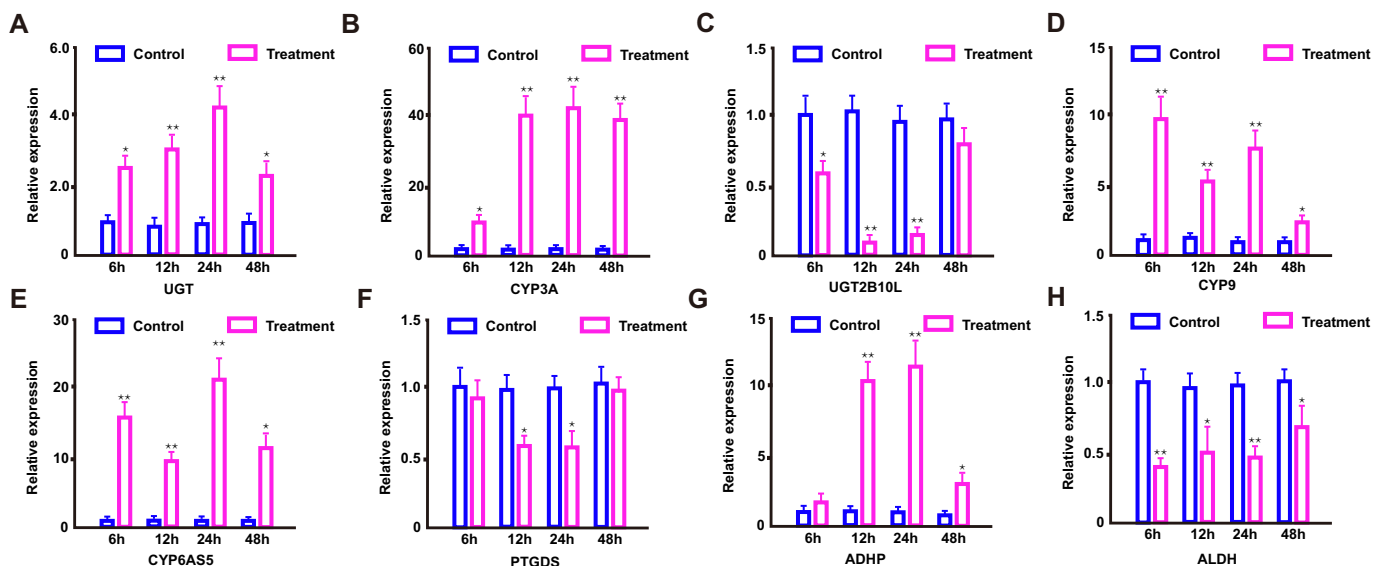 A
Control
Treatment
Relative expression
6.0
4.0
2.0
0
*
**
**
*
6h 12h 24h 48h
UGT
B
Control
Treatment
Relative expression
60
40
20
0
*
**
**
**
6h 12h 24h 48h
CYP3A
C
Control
Treatment
Relative expression
1.5
1.0
0.5
0
*
**
**
6h 12h 24h 48h
UGT2B10L
D
Control
Treatment
Relative expression
15
10
5
0
**
**
**
*
6h 12h 24h 48h
CYP9
E
Control
Treatment
Relative expression
30
20
10
0
**
**
**
*
6h 12h 24h 48h
CYP6AS5
F
Control
Treatment
Relative expression
1.5
1.0
0.5
0
*
*
6h 12h 24h 48h
PTGDS
G
Control
Treatment
Relative expression
15
10
5
0
**
**
*
6h 12h 24h 48h
ADHP
H
Control
Treatment
Relative expression
1.5
1.0
0.5
0
**
*
**
*
6h 12h 24h 48h
ALDH